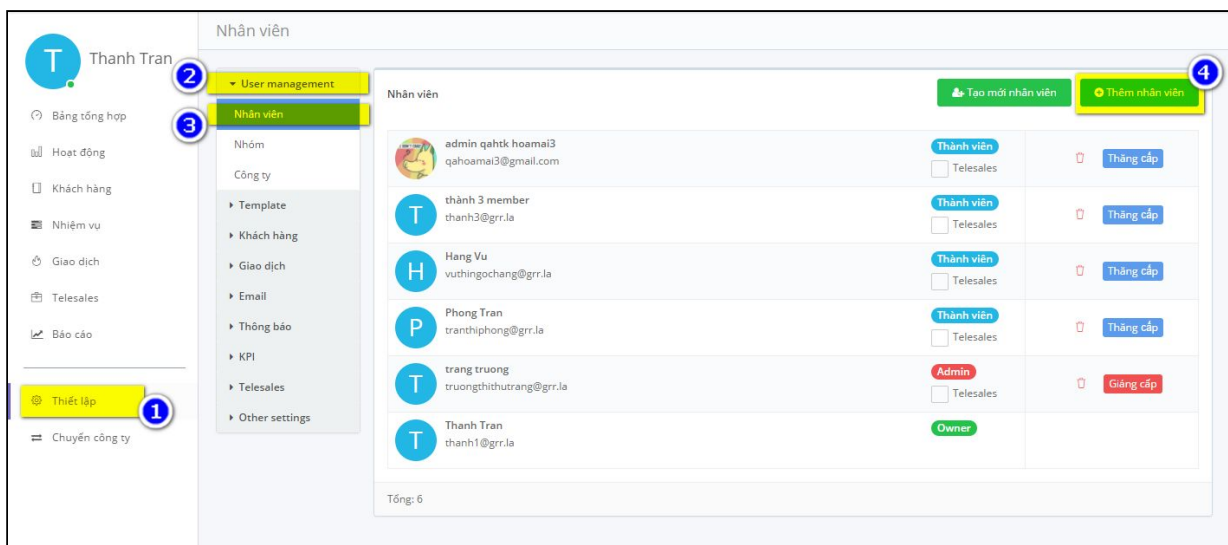 Nhân viên
T
Thanh Tran
Bảng tổng hợp
Hoạt động
Khách hàng
Nhiệm vụ
Giao dịch
Telesales
Báo cáo
Thiết lập
1
Chuyển công ty
2
User management
3
Nhân viên
Nhóm
Công ty
Template
Khách hàng
Giao dịch
Email
Thông báo
KPI
Telesales
Other settings
Nhân viên
Tạo mới nhân viên
Thêm nhân viên
4
admin qahtk hoamai3
qahoamai3@gmail.com
Thành viên
Telesales
Thăng cấp
T
thành 3 member
thanh3@grr.la
Thành viên
Telesales
Thăng cấp
H
Hang Vu
vuthingochang@grr.la
Thành viên
Telesales
Thăng cấp
P
Phong Tran
tranthiphong@grr.la
Thành viên
Telesales
Thăng cấp
T
trang truong
truongthithutrang@grr.la
Admin
Telesales
Giáng cấp
T
Thanh Tran
thanh1@grr.la
Owner
Tổng: 6